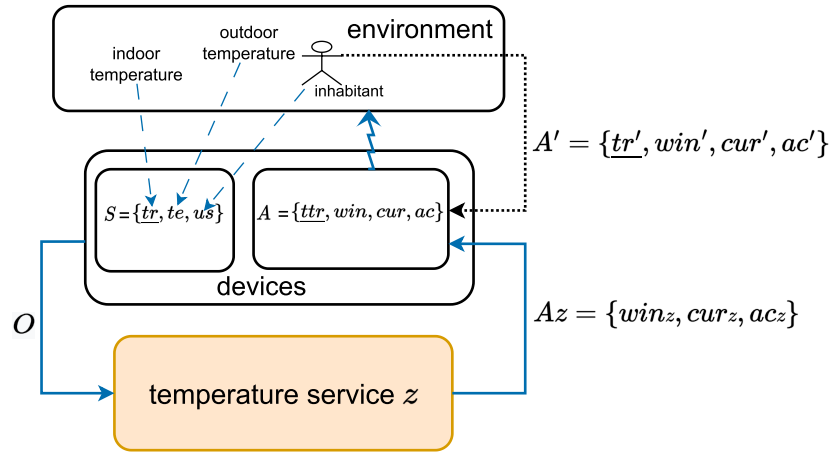 environment
outdoor
temperature
indoor
temperature
inhabitant
A′ = {tr′, win′, cur′, ac′}
S = {tr, te, us}
A = {ttr, win, cur, ac}
devices
O
Az = {winz, curz, acz}
temperature service z